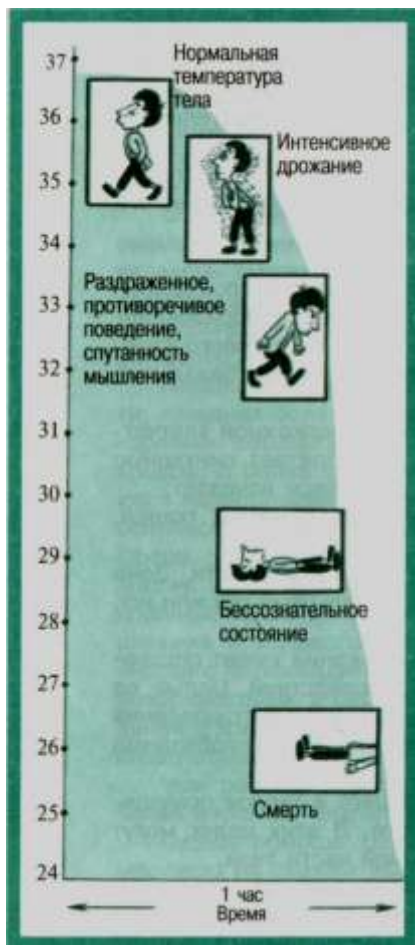 37
Нормальная
температура
тела
36
Интенсивное
дрожание
35
34
Раздраженное,
противоречивое
поведение,
спутанность
мышления
33
32
31
30
29
Бессознательное
состояние
28
27
26
Смерть
25
24
1 час
Время